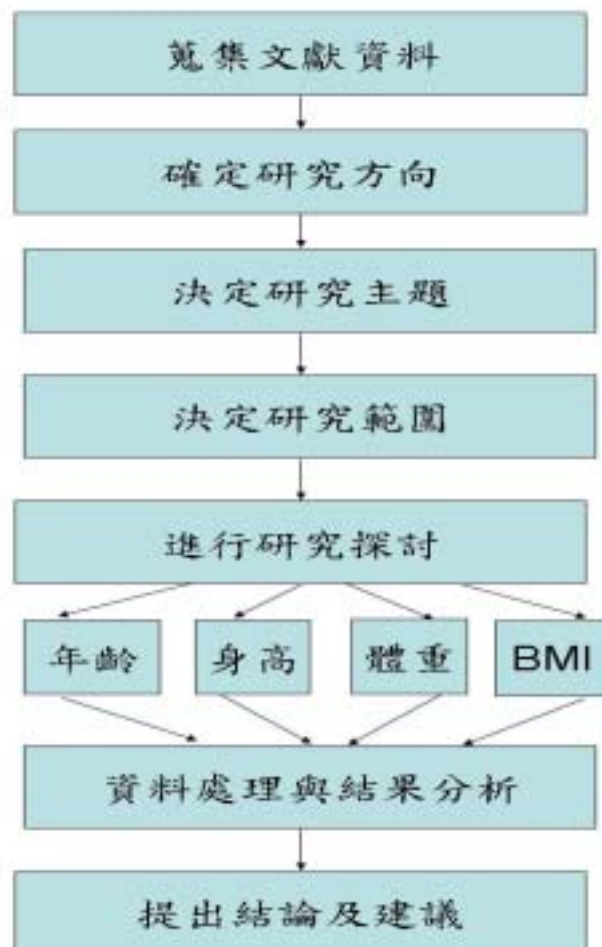 蒐集文獻資料
確定研究方向
決定研究主題
決定研究範圍
進行研究探討
年齡 身高 體重 BMI
資料處理與結果分析
提出結論及建議